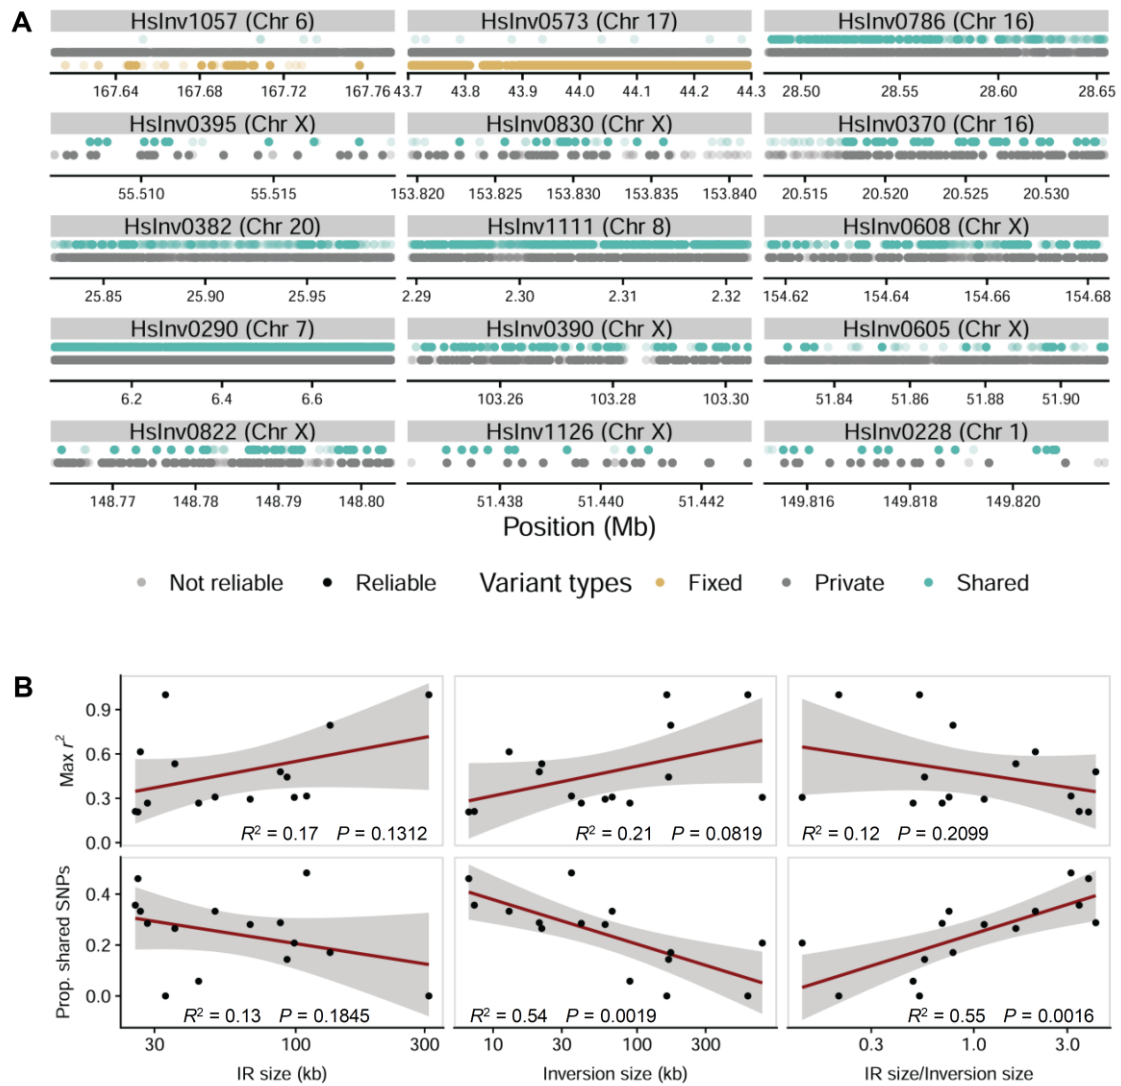 A
HsInv1057 (Chr 6) HsInv0573 (Chr 17) HsInv0786 (Chr 16)
167.64 167.68 167.72 167.76 43.7 43.8 43.9 44.0 44.1 44.2 44.3 28.50 28.55 28.60 28.65
HsInv0395 (Chr X) HsInv0830 (Chr X) HsInv0370 (Chr 16)
55.510 55.515 153.820 153.825 153.830 153.835 153.840 20.515 20.520 20.525 20.530
HsInv0382 (Chr 20) HsInv1111 (Chr 8) HsInv0608 (Chr X)
25.85 25.90 25.95 2.29 2.30 2.31 2.32 154.62 154.64 154.66 154.68
HsInv0290 (Chr 7) HsInv0390 (Chr X) HsInv0605 (Chr X)
6.2 6.4 6.6 103.26 103.28 103.30 51.84 51.86 51.88 51.90
HsInv0822 (Chr X) HsInv1126 (Chr X) HsInv0228 (Chr 1)
148.77 148.78 148.79 148.80 51.438 51.440 51.442 149.816 149.818 149.820
Position (Mb)
Not reliable Reliable Variant types Fixed Private Shared
B
Max r²
0.9
0.6
0.3
0.0
R² = 0.17 P = 0.1312 R² = 0.21 P = 0.0819 R² = 0.12 P = 0.2099
Prop. shared SNPs
0.4
0.2
0.0
R² = 0.13 P = 0.1845 R² = 0.54 P = 0.0019 R² = 0.55 P = 0.0016
30 100 300 10 30 100 300 0.3 1.0 3.0
IR size (kb) Inversion size (kb) IR size/Inversion size